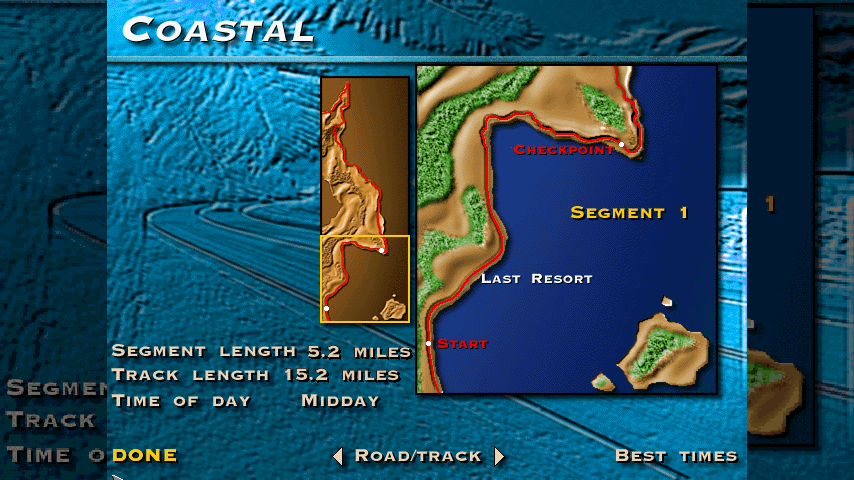 COASTAL
CHECKPOINT
SEGMENT 1
LAST RESORT
START
SEGMENT LENGTH 5.2 MILES
TRACK LENGTH 15.2 MILES
TIME OF DAY MIDDAY
DONE
ROAD/TRACK
BEST TIMES
SEGMEN
TRACK
TIME O
1